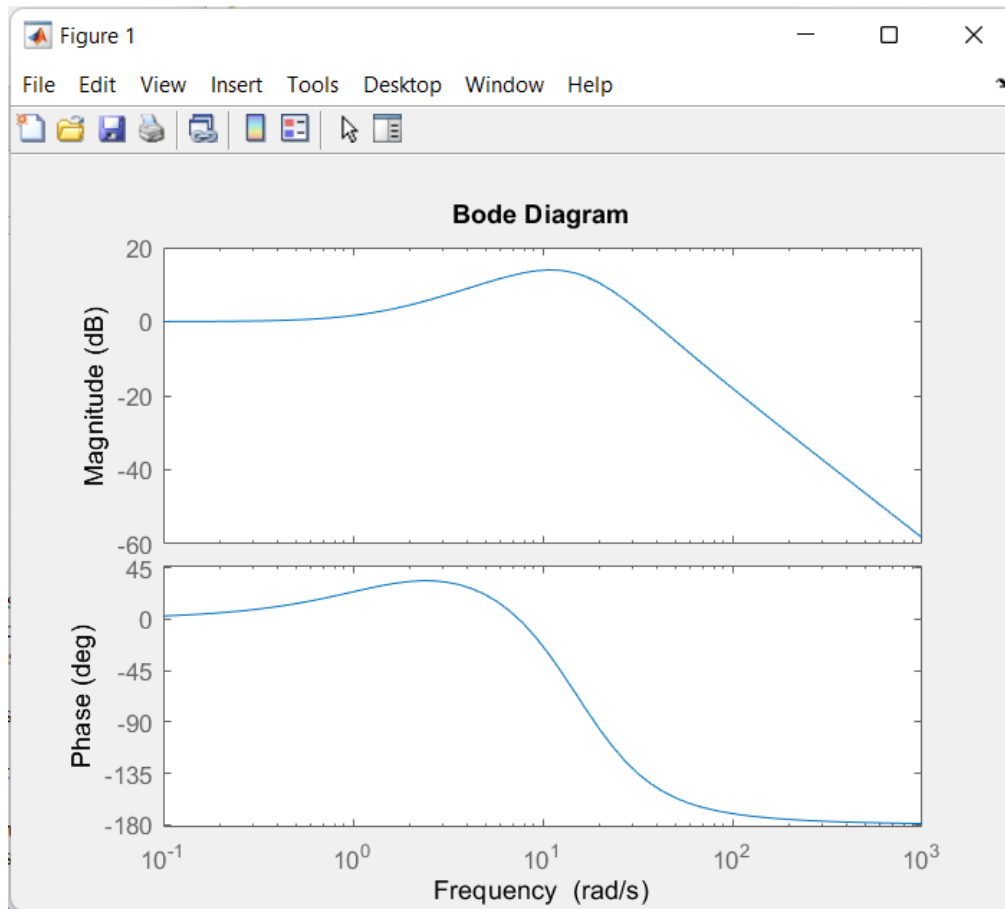 Figure 1
File Edit View Insert Tools Desktop Window Help
Bode Diagram
Magnitude (dB)
20
0
-20
-40
-60
Phase (deg)
45
0
-45
-90
-135
-180
10-1 100 101 102 103
Frequency (rad/s)